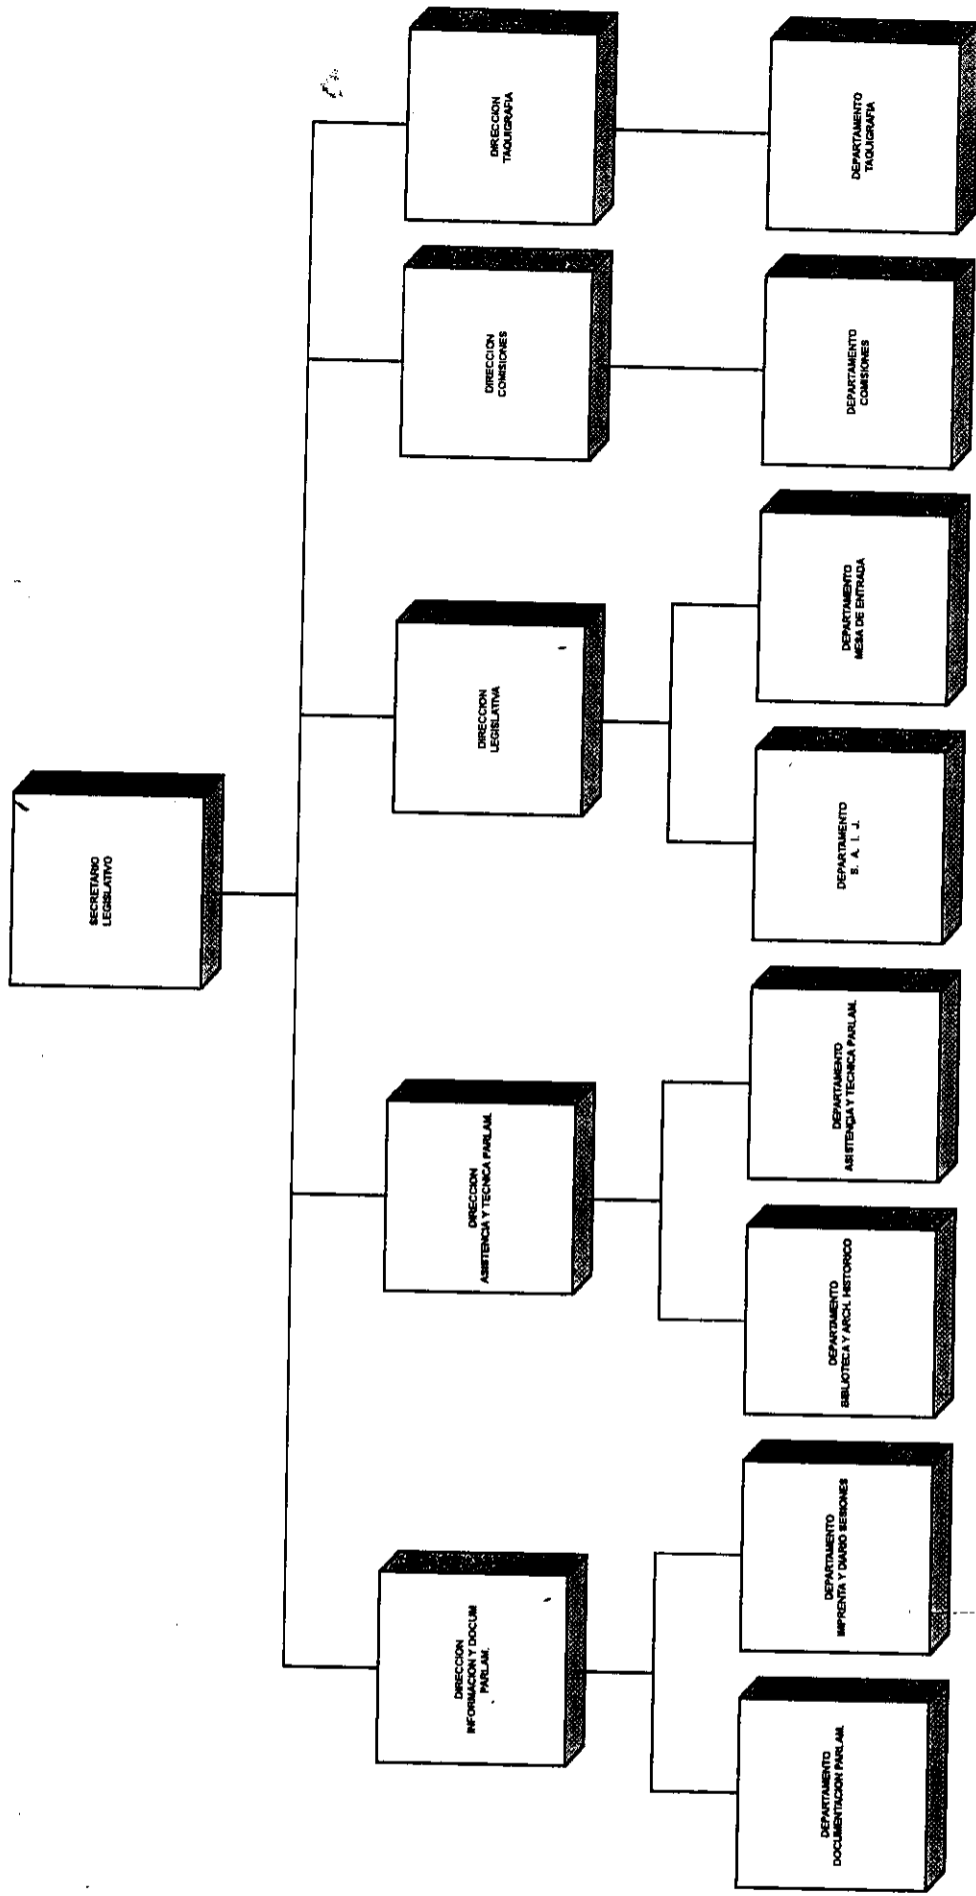 SECRETARIO
LEGISLATIVO
DIRECCION
INFORMACION Y DOCUM
PARLAM.
DIRECCION
ASISTENCIA Y TECNICA PARLAM.
DIRECCION
LEGISLATIVA
DIRECCION
COMISIONES
DIRECCION
TAQUIGRAFIA
DEPARTAMENTO
DOCUMENTACION PARLAM.
DEPARTAMENTO
IMPRENTA Y DIARIO SESIONES
DEPARTAMENTO
BIBLIOTECA Y ARCH. HISTORICO
DEPARTAMENTO
ASISTENCIA Y TECNICA PARLAM.
DEPARTAMENTO
S. A. I. J.
DEPARTAMENTO
MESA DE ENTRADA
DEPARTAMENTO
COMISIONES
DEPARTAMENTO
TAQUIGRAFIA